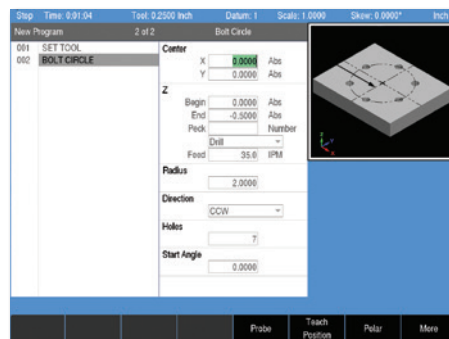 Stop Time: 0:01:04 Tool: 0.2500 Inch Datum: 1 Scale: 1.0000 Skew: 0.0000° Inch
New Program 2 of 2 Bolt Circle
001 SET TOOL
002 BOLT CIRCLE
Center
X 0.0000 Abs
Y 0.0000 Abs
Z
Begin 0.0000 Abs
End -0.5000 Abs
Peck Number
Drill
Feed 35.0 IPM
Radius
2.0000
Direction
CCW
Holes
7
Start Angle
0.0000
Z
Y
X
Probe Teach Position Polar More